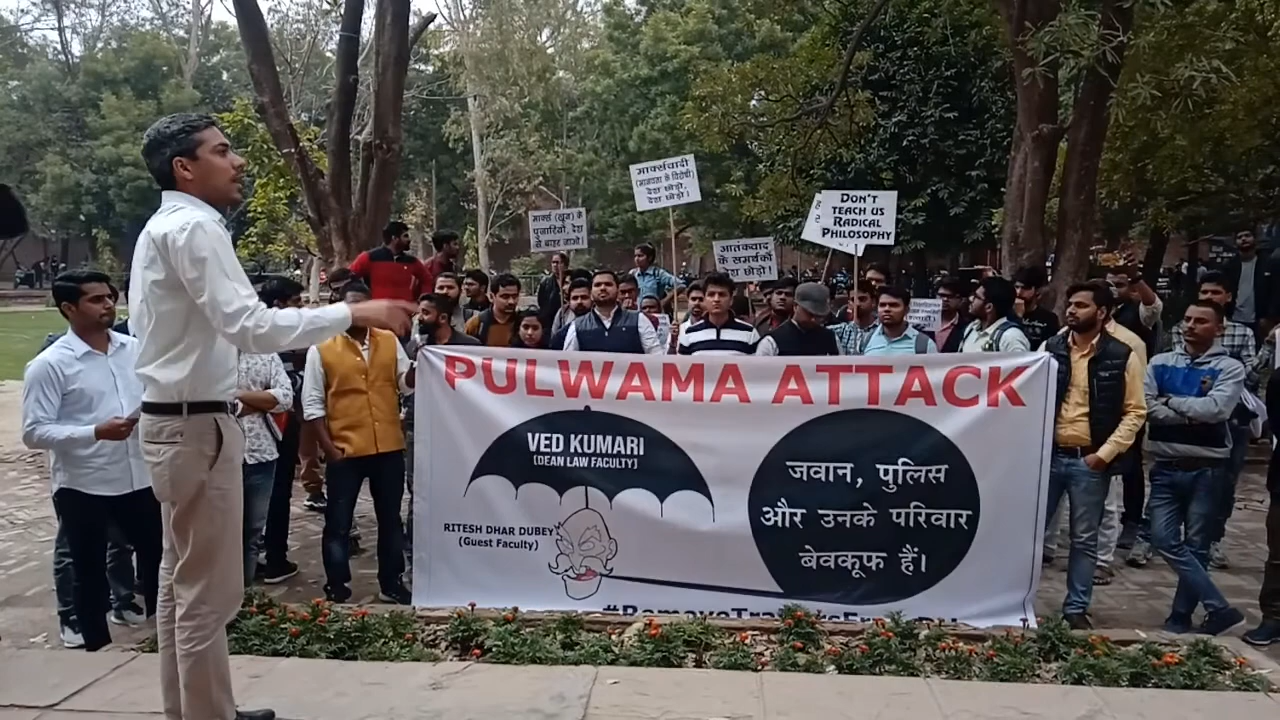 मार्क्सवादी
(मानवता के विरोधी)
देश छोड़ो,
देश छोड़ो।
मार्क्स (खून) के
पुजारियों, देश
से बाहर जाओ।
आतंकवाद
के समर्थकों
देश छोड़ो।
DON'T
TEACH US
RADICAL
PHILOSOPHY
PULWAMA ATTACK
VED KUMARI
(DEAN LAW FACULTY)
RITESH DHAR DUBEY
(Guest Faculty)
जवान, पुलिस
और उनके परिवार
बेवकूफ हैं।